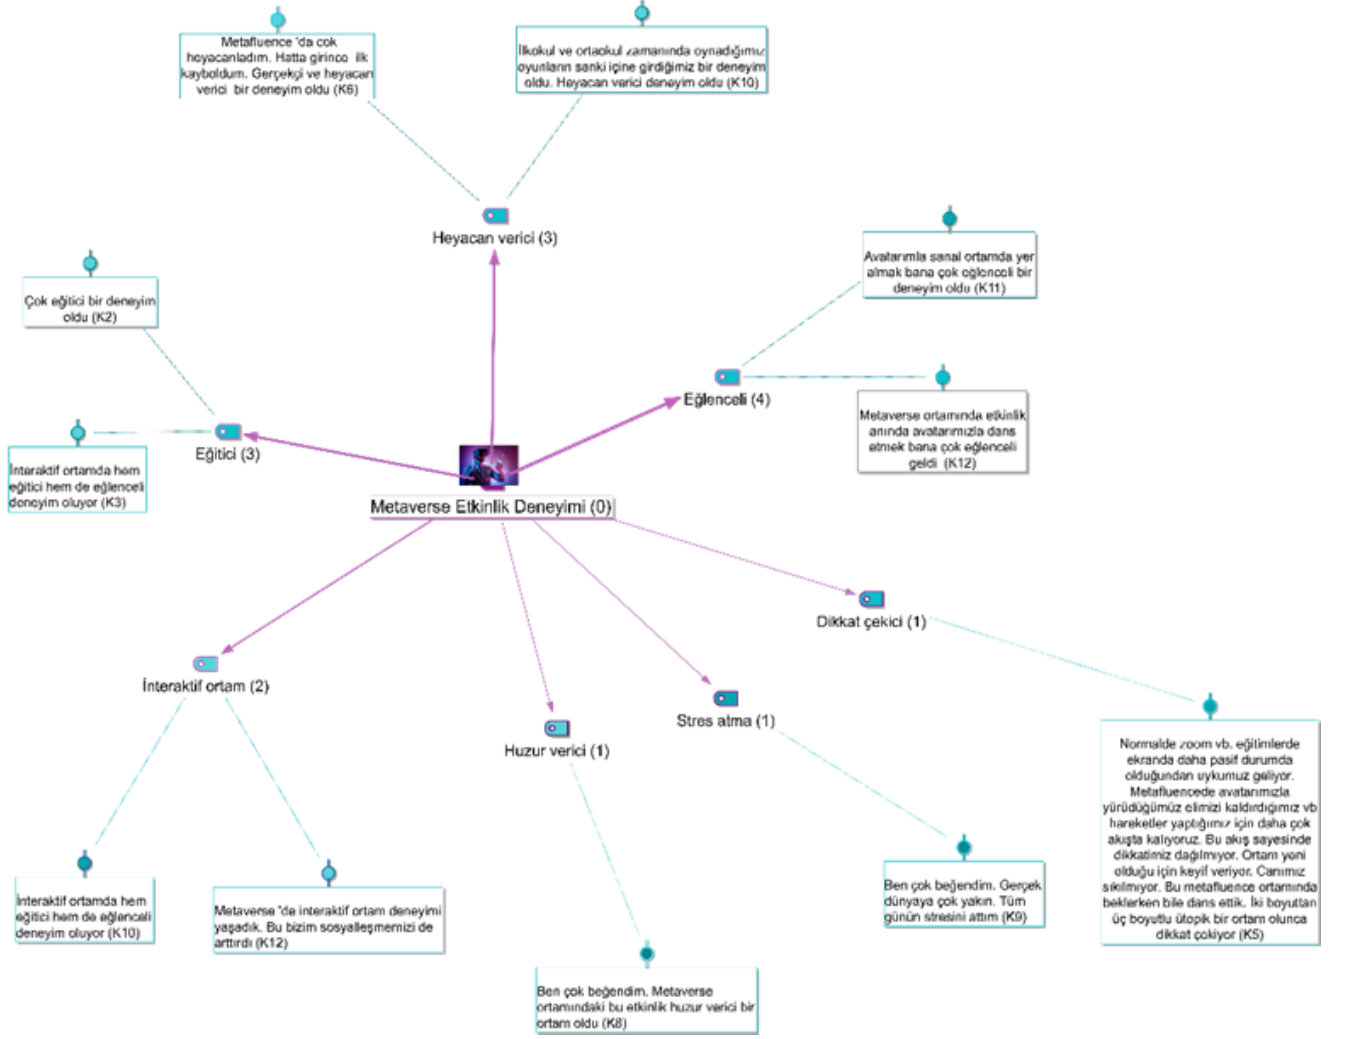 Metafluence 'da cok
heyacanladım. Hatta girince ilk
kayboldum. Gerçekçi ve heyacan
verici bir deneyim oldu (K6)
İlkokul ve ortaokul zamanında oynadığımız
oyunların sanki içine girdiğimiz bir deneyim
oldu. Heyacan verici deneyim oldu (K10)
Heyacan verici (3)
Avatarımla sanal ortamda yer
almak bana çok eğlenceli bir
deneyim oldu (K11)
Çok eğitici bir deneyim
oldu (K2)
Eğlenceli (4)
Metaverse ortamında etkinlik
anında avatarımızla dans
etmek bana çok eğlenceli
geldi (K12)
Eğitici (3)
İnteraktif ortamda hem
eğitici hem de eğlenceli
deneyim oluyor (K3)
Metaverse Etkinlik Deneyimi (0)
Dikkat çekici (1)
İnteraktif ortam (2)
Stres atma (1)
Huzur verici (1)
Normalde zoom vb. eğitimlerde
ekranda daha pasif durumda
olduğundan uykumuz geliyor.
Metafluencede avatarımızla
yürüdüğümüz elimizi kaldırdığımız vb
hareketler yaptığımız için daha çok
akışta kalıyoruz. Bu akış sayesinde
dikkatimiz dağılmıyor. Ortam yeni
olduğu için keyif veriyor. Canımız
sıkılmıyor. Bu metafluence ortamında
beklerken bile dans ettik. İki boyuttan
üç boyutlu ütopik bir ortam olunca
dikkat çekiyor (K5)
İnteraktif ortamda hem
eğitici hem de eğlenceli
deneyim oluyor (K10)
Metaverse 'de interaktif ortam deneyimi
yaşadık. Bu bizim sosyalleşmemizi de
arttırdı (K12)
Ben çok beğendim. Gerçek
dünyaya çok yakın. Tüm
günün stresini attım (K9)
Ben çok beğendim. Metaverse
ortamındaki bu etkinlik huzur verici bir
ortam oldu (K8)